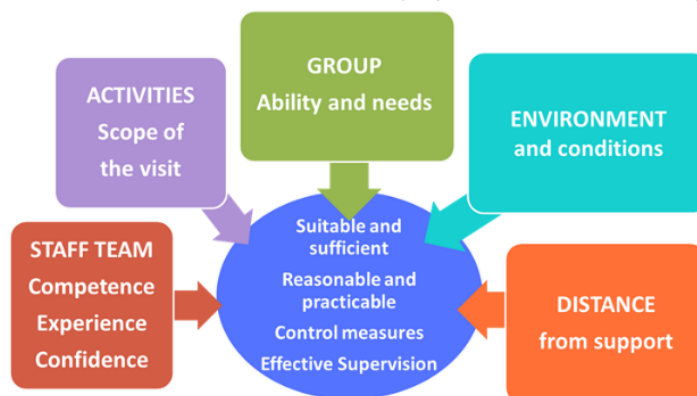 GROUP
Ability and needs
ACTIVITIES
Scope of
the visit
ENVIRONMENT
and conditions
STAFF TEAM
Competence
Experience
Confidence
Suitable and
sufficient
Reasonable and
practicable
Control measures
Effective Supervision
DISTANCE
from support